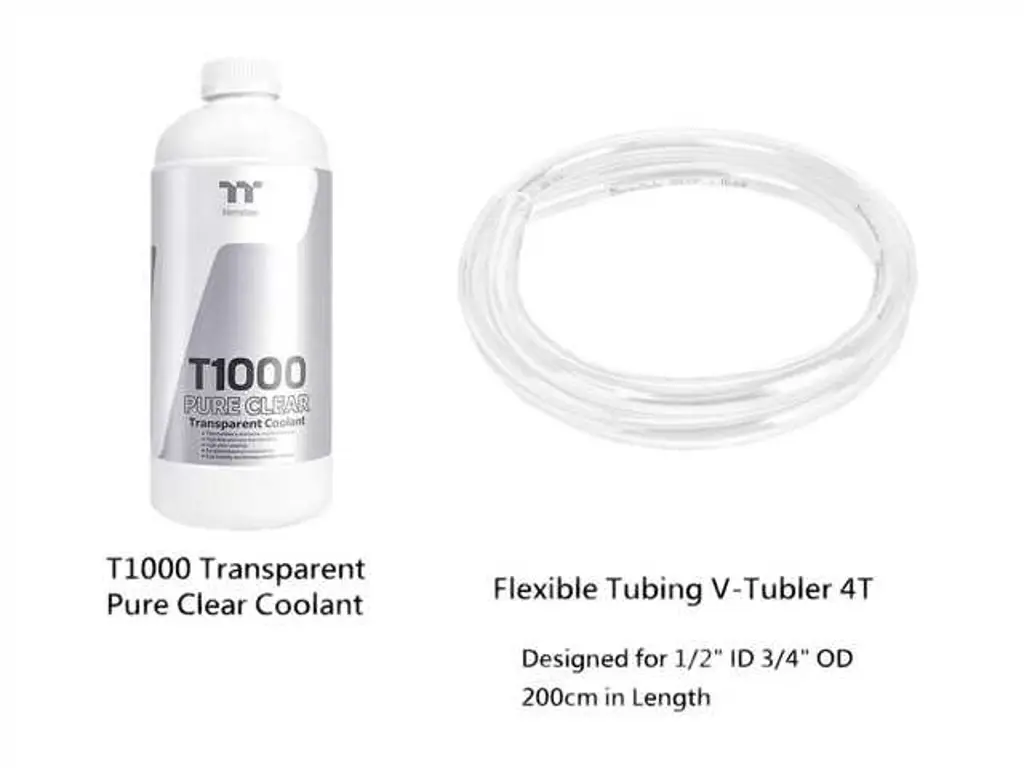 T1000
PURE CLEAR
Transparent Coolant
T1000 Transparent
Pure Clear Coolant
Flexible Tubing V-Tubler 4T
Designed for 1/2" ID 3/4" OD
200cm in Length